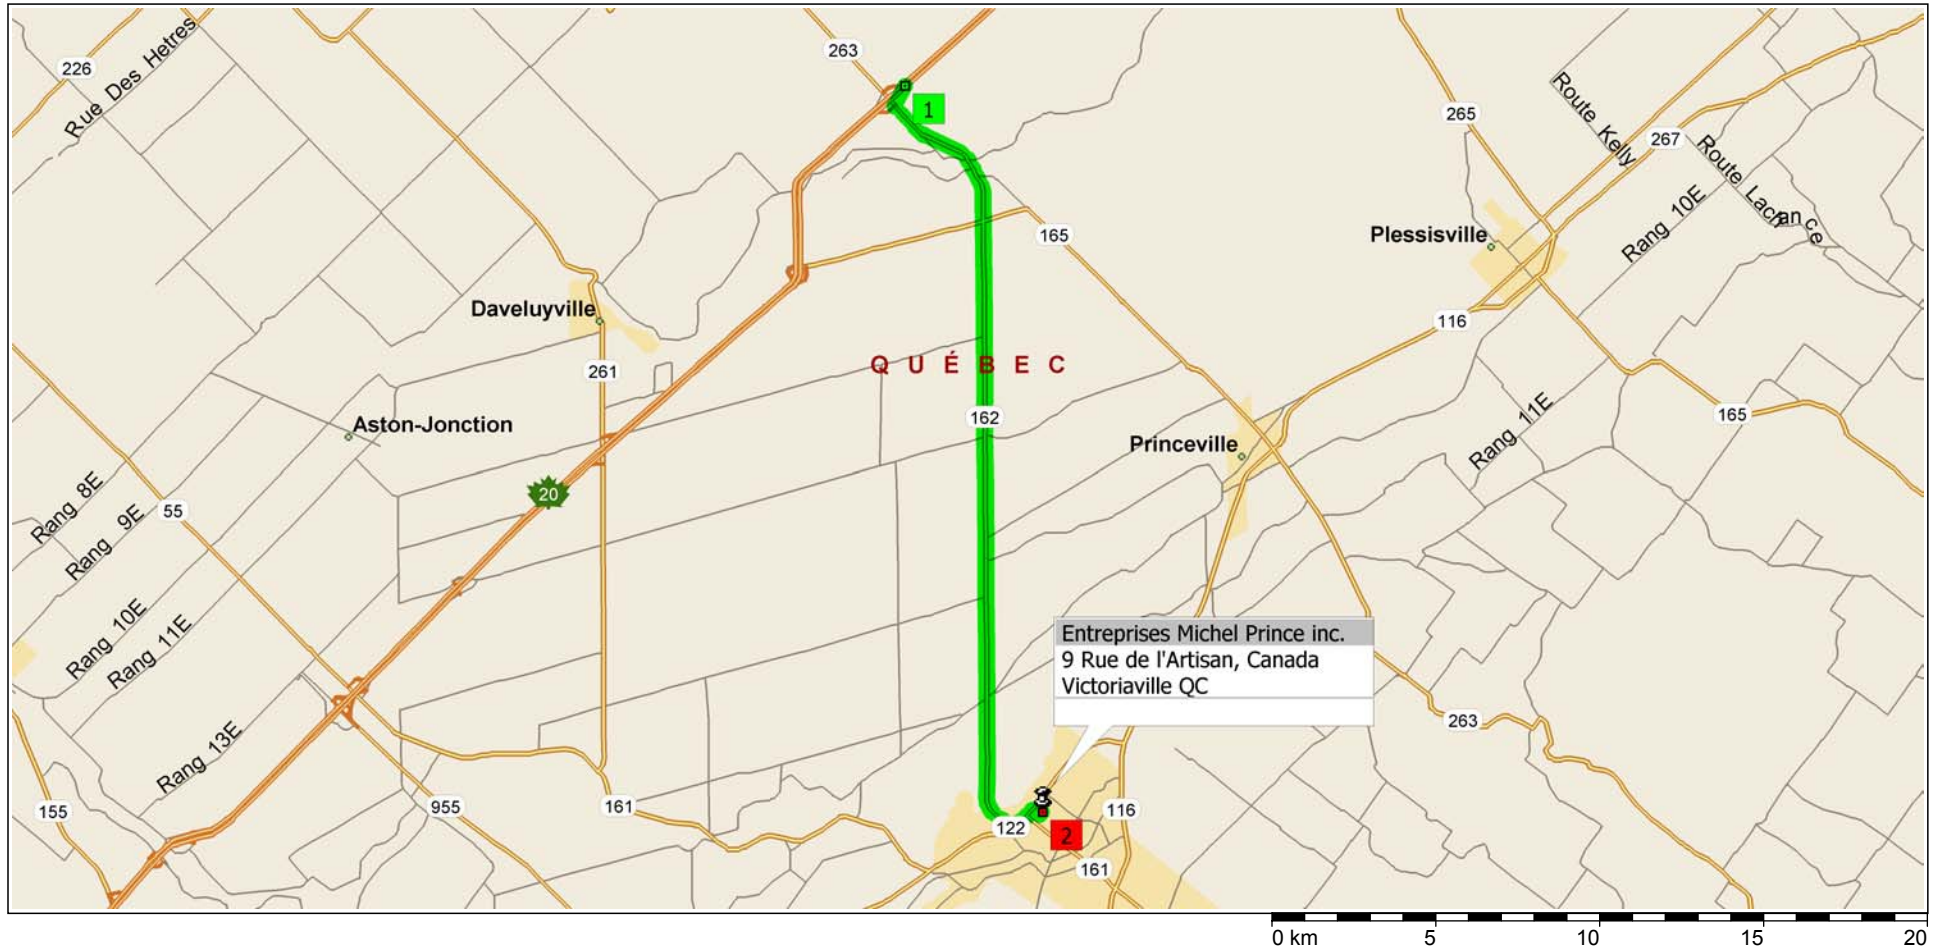 263
226
Rue Des Hetres
1
265
267
Route Kelly
Route Lachance
Rang 10E
165
Plessisville
Daveluyville
116
QUÉBEC
261
162
Aston-Jonction
Princeville
165
Rang 11E
20
Rang 8E
55
Rang 9E
Rang 10E
Rang 11E
Entreprises Michel Prince inc.
9 Rue de l'Artisan, Canada
Victoriaville QC
263
Rang 13E
155
955
161
122
2
116
161
0 km 5 10 15 20